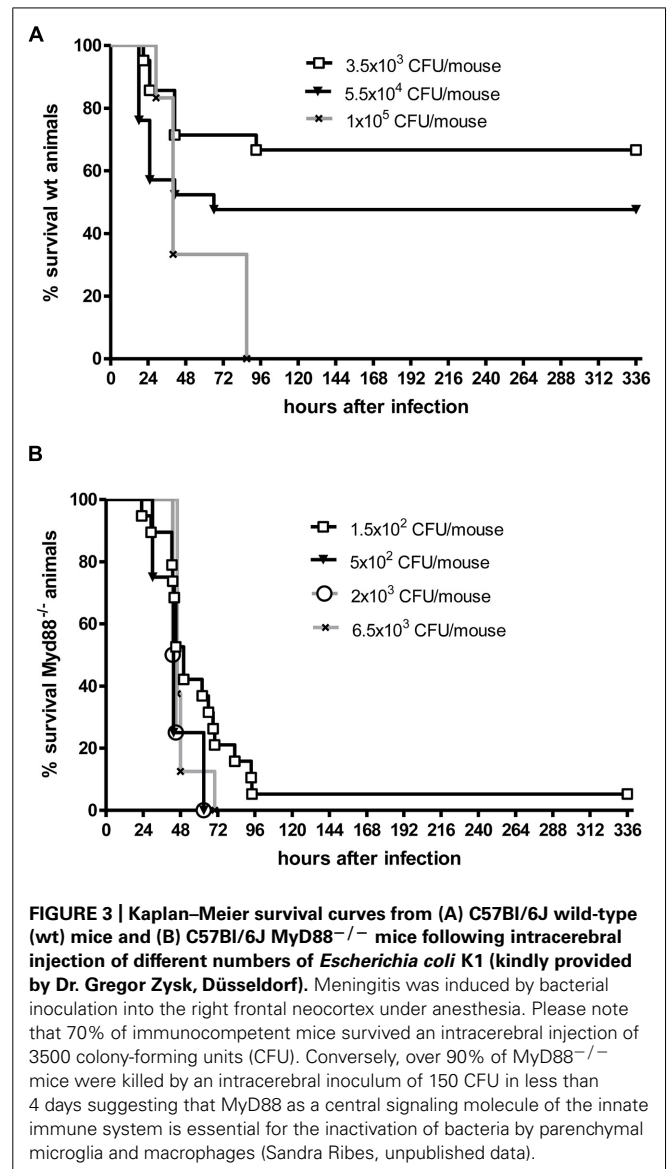 A
100
80
60
40
20
0
% survival wt animals
3.5x10³ CFU/mouse
5.5x10⁴ CFU/mouse
1x10⁵ CFU/mouse
0 24 48 72 96 120 144 168 192 216 240 264 288 312 336
hours after infection
B
100
80
60
40
20
0
% survival Myd88⁻/⁻ animals
1.5x10² CFU/mouse
5x10² CFU/mouse
2x10³ CFU/mouse
6.5x10³ CFU/mouse
0 24 48 72 96 120 144 168 192 216 240 264 288 312 336
hours after infection
FIGURE 3 | Kaplan–Meier survival curves from (A) C57Bl/6J wild-type
(wt) mice and (B) C57Bl/6J MyD88−/− mice following intracerebral
injection of different numbers of Escherichia coli K1 (kindly provided
by Dr. Gregor Zysk, Düsseldorf). Meningitis was induced by bacterial
inoculation into the right frontal neocortex under anesthesia. Please note
that 70% of immunocompetent mice survived an intracerebral injection of
3500 colony-forming units (CFU). Conversely, over 90% of MyD88−/−
mice were killed by an intracerebral inoculum of 150 CFU in less than
4 days suggesting that MyD88 as a central signaling molecule of the innate
immune system is essential for the inactivation of bacteria by parenchymal
microglia and macrophages (Sandra Ribes, unpublished data).